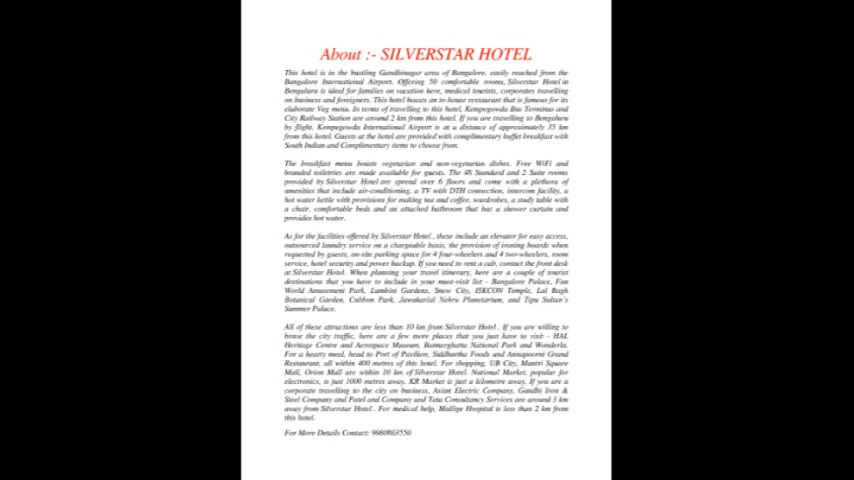 About :- SILVERSTAR HOTEL
This hotel is in the bustling Gandhinagar area of Bangalore, easily reached from the
Bangalore International Airport. Offering 50 comfortable rooms, Silverstar Hotel in
Bengaluru is ideal for families on vacation here, medical tourists, corporates travelling
on business and foreigners. This hotel boasts an in-house restaurant that is famous for its
elaborate Veg menu. In terms of travelling to this hotel, Kempegowda Bus Terminus and
City Railway Station are around 2 km from this hotel. If you are travelling to Bengaluru
by flight, Kempegowda International Airport is at a distance of approximately 35 km
from this hotel. Guests at the hotel are provided with complimentary buffet breakfast with
South Indian and Complimentary items to choose from.
The breakfast menu boasts vegetarian and non-vegetarian dishes. Free WiFi and
branded toiletries are made available for guests. The 48 Standard and 2 Suite rooms
provided by Silverstar Hotel are spread over 6 floors and come with a plethora of
amenities that include air-conditioning, a TV with DTH connection, intercom facility, a
hot water kettle with provisions for making tea and coffee, wardrobes, a study table with
a chair, comfortable beds and an attached bathroom that has a shower curtain and
provides hot water.
As for the facilities offered by Silverstar Hotel , these include an elevator for easy access,
outsourced laundry service on a chargeable basis, the provision of ironing boards when
requested by guests, on-site parking space for 4 four-wheelers and 4 two-wheelers, room
service, hotel security and power backup. If you need to rent a cab, contact the front desk
at Silverstar Hotel. When planning your travel itinerary, here are a couple of tourist
destinations that you have to include in your must-visit list - Bangalore Palace, Fun
World Amusement Park, Lumbini Gardens, Snow City, ISKCON Temple, Lal Bagh
Botanical Garden, Cubbon Park, Jawaharlal Nehru Planetarium, and Tipu Sultan's
Summer Palace.
All of these attractions are less than 10 km from Silverstar Hotel . If you are willing to
brave the city traffic, here are a few more places that you just have to visit - HAL
Heritage Centre and Aerospace Museum, Bannerghatta National Park and Wonderla.
For a hearty meal, head to Port of Pavilion, Siddhartha Foods and Annapoorni Grand
Restaurant, all within 400 metres of this hotel. For shopping, UB City, Mantri Square
Mall, Orion Mall are within 10 km of Silverstar Hotel. National Market, popular for
electronics, is just 1000 metres away. KR Market is just a kilometre away. If you are a
corporate travelling to the city on business, Asian Electric Company, Gandhi Iron &
Steel Company and Patel and Company and Tata Consultancy Services are around 3 km
away from Silverstar Hotel . For medical help, Mallige Hospital is less than 2 km from
this hotel.
For More Details Contact: 9980803550